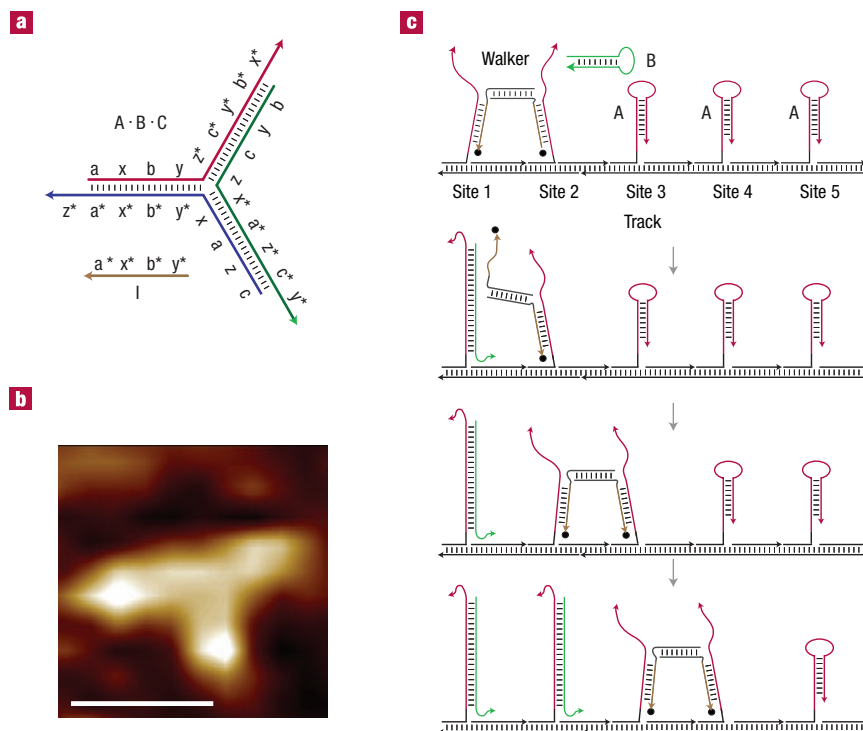 a
A · B · C
a x b y
z* c* y* b* x*
z c y b
z* a* x* b* y*
x a z c
x* a* z* c* y*
a* x* b* y*
I
b
c
Walker
B
A
A
A
Site 1 Site 2 Site 3 Site 4 Site 5
Track